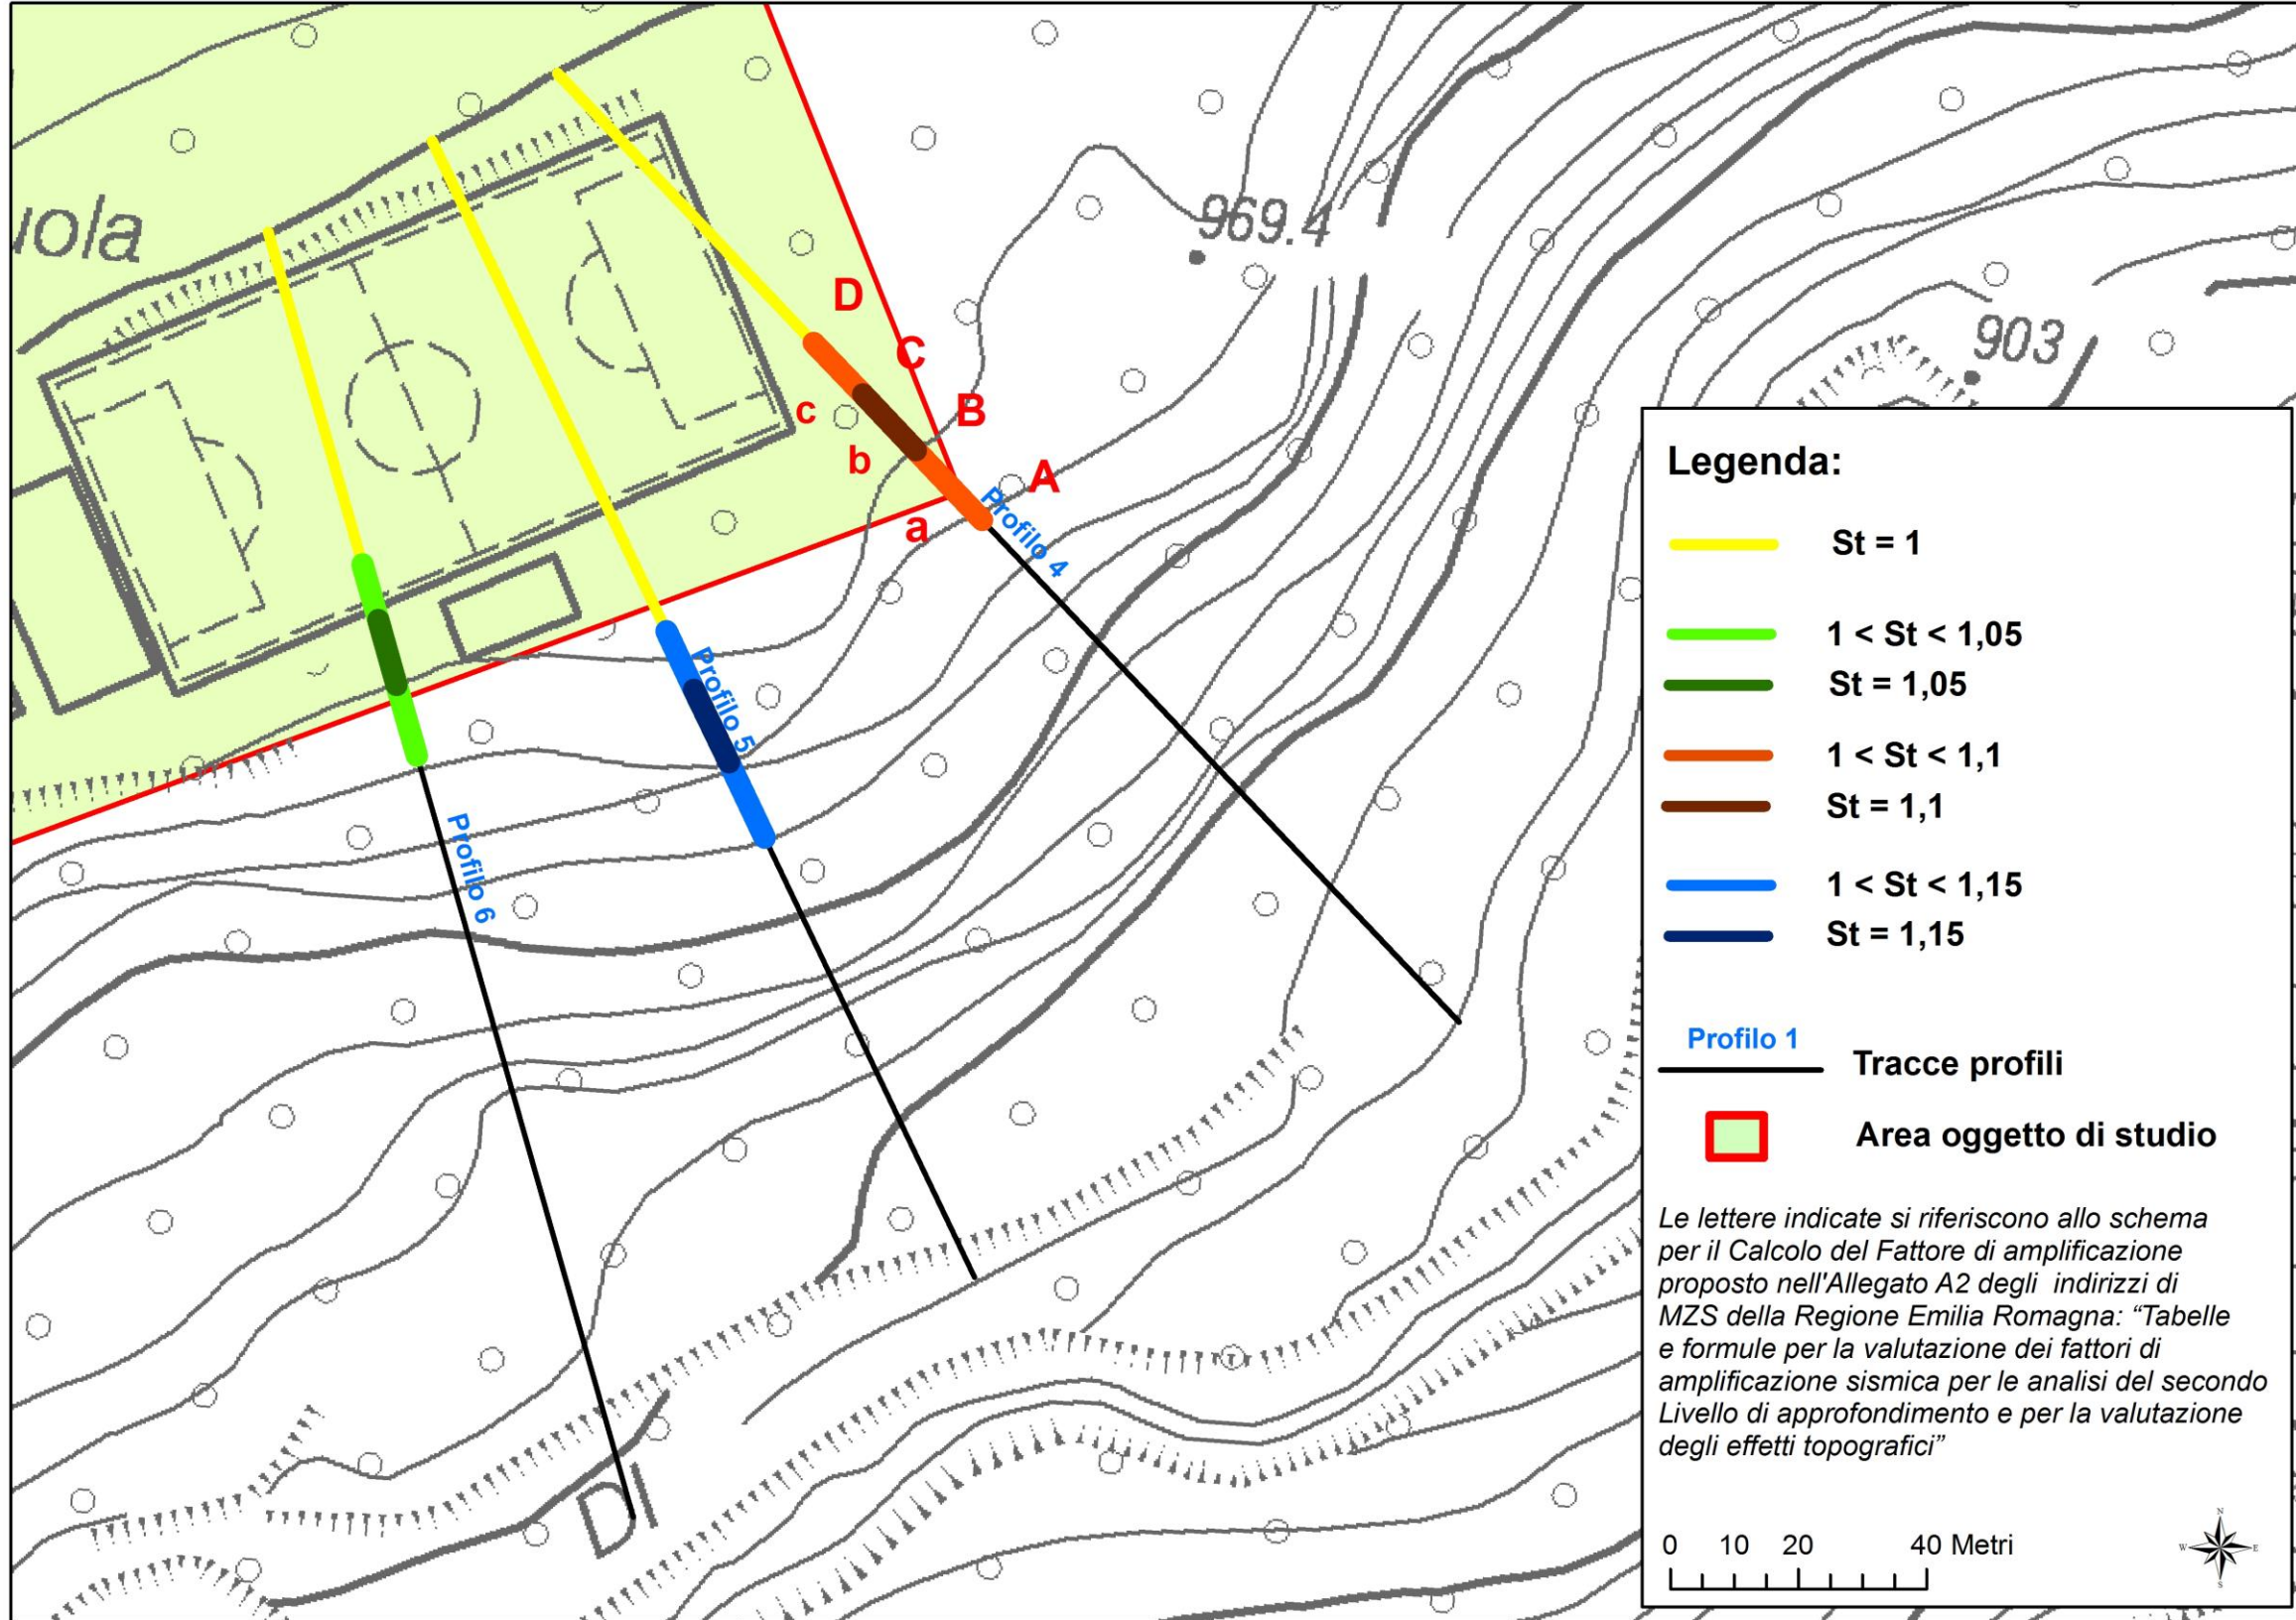 uola
969.4
903
D
C
c
B
b
A
a
Profilo 4
Profilo 5
Profilo 6
DI
Legenda:
St = 1
1 < St < 1,05
St = 1,05
1 < St < 1,1
St = 1,1
1 < St < 1,15
St = 1,15
Profilo 1
Tracce profili
Area oggetto di studio
Le lettere indicate si riferiscono allo schema
per il Calcolo del Fattore di amplificazione
proposto nell'Allegato A2 degli indirizzi di
MZS della Regione Emilia Romagna: “Tabelle
e formule per la valutazione dei fattori di
amplificazione sismica per le analisi del secondo
Livello di approfondimento e per la valutazione
degli effetti topografici”
0 10 20 40 Metri
N
W E
S